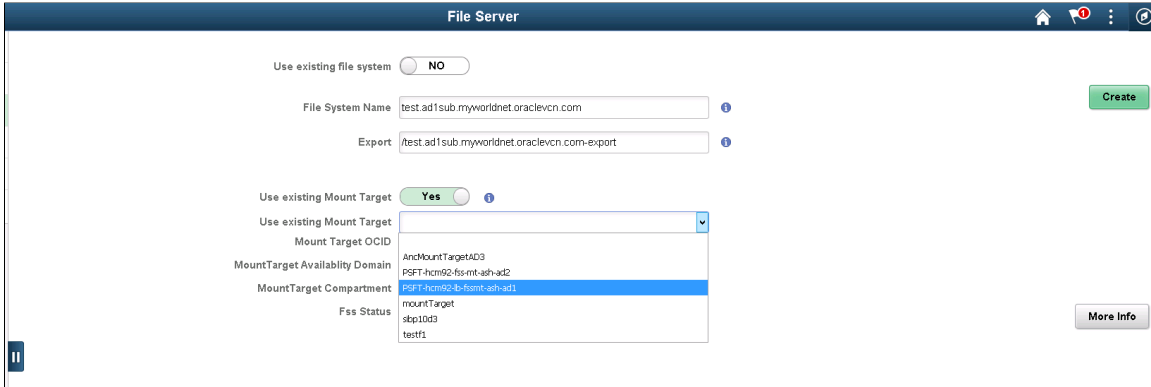 File Server
1
Use existing file system NO
File System Name test.ad1sub.myworldnet.oraclevcn.com
Create
Export /test.ad1sub.myworldnet.oraclevcn.com-export
Use existing Mount Target Yes
Use existing Mount Target
Mount Target OCID
AncMountTargetAD3
MountTarget Availablity Domain
PSFT-hcm92-fss-mt-ash-ad2
MountTarget Compartment PSFT-hcm92-lb-fssmt-ash-ad1
mountTarget
Fss Status
sibp10d3
testf1
More Info